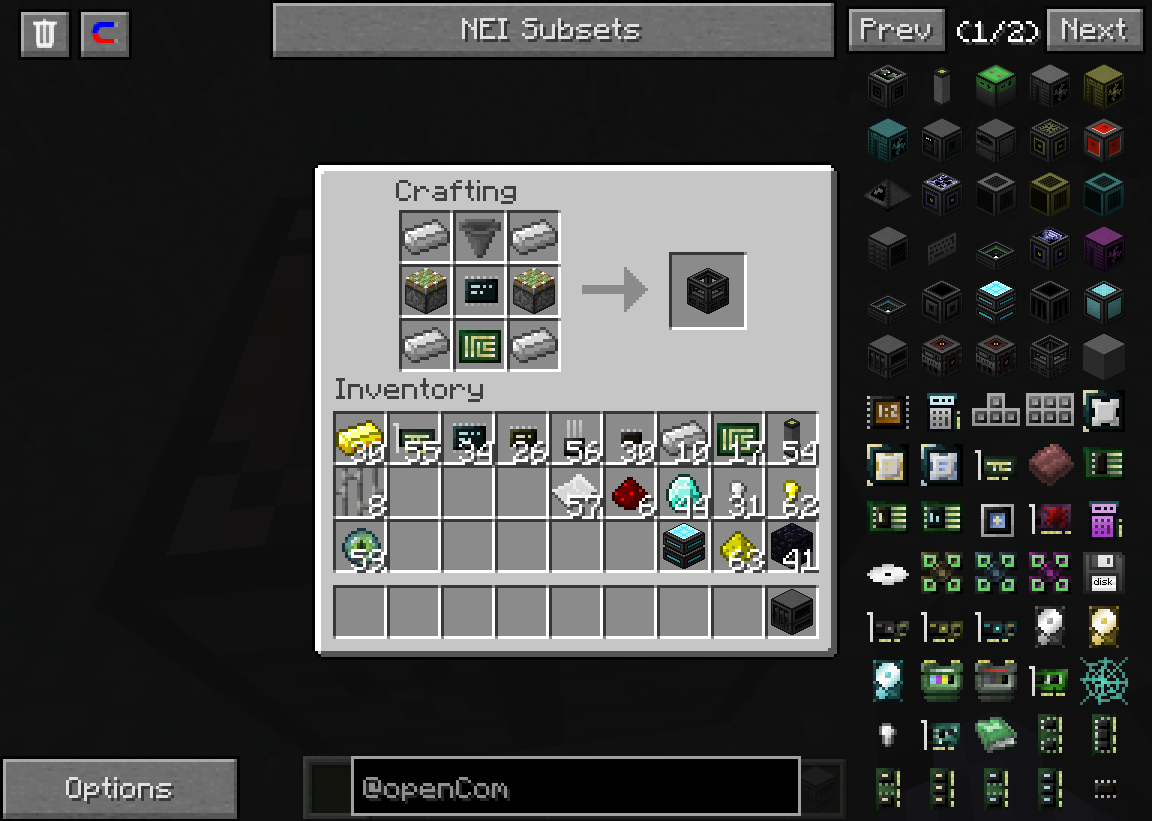 NEI Subsets
Prev (1/2) Next
Crafting
Inventory
30 55 34 26 56 30 10 17 54
8 57 6 44 31 62
53 63 41
1:2
disk
Options
@openCom